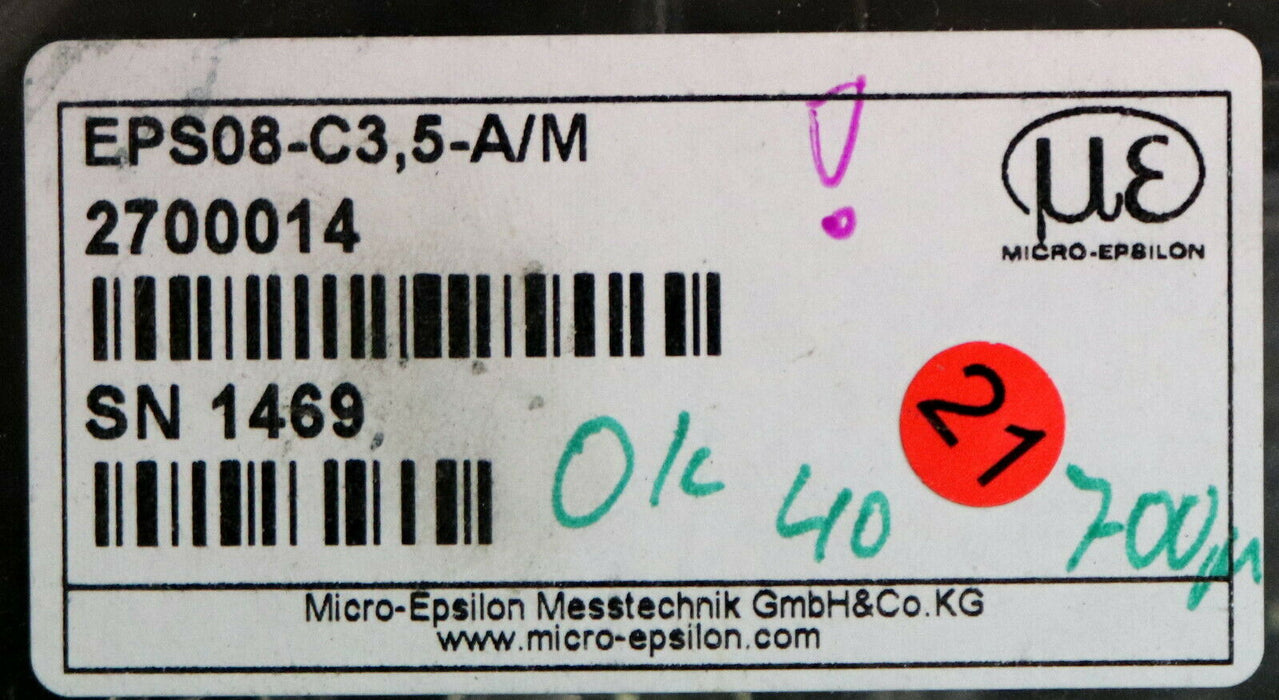 EPS08-C3,5-A/M
!
με
MICRO-EPSILON
2700014
SN 1469
21
Ok 40 700µ
Micro-Epsilon Messtechnik GmbH&Co.KG
www.micro-epsilon.com